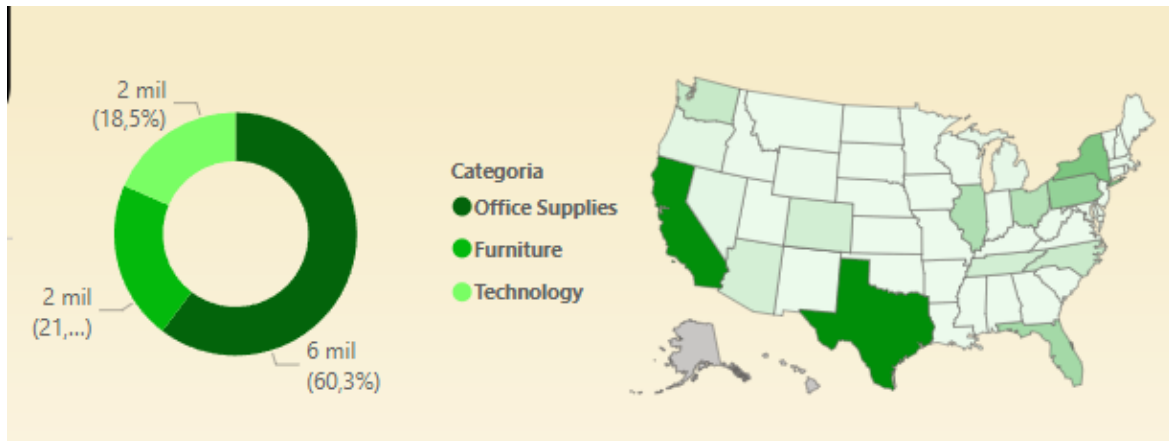 2 mil
(18,5%)
2 mil
(21,...)
6 mil
(60,3%)
Categoria
Office Supplies
Furniture
Technology